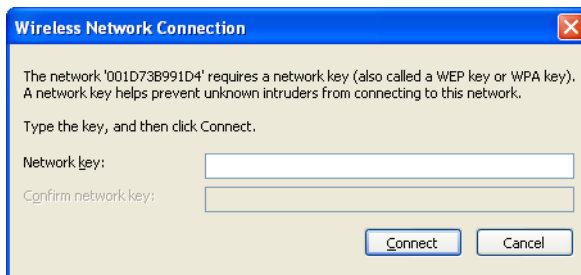 Wireless Network Connection
The network '001D73B991D4' requires a network key (also called a WEP key or WPA key).
A network key helps prevent unknown intruders from connecting to this network.
Type the key, and then click Connect.
Network key:
Confirm network key:
Connect Cancel